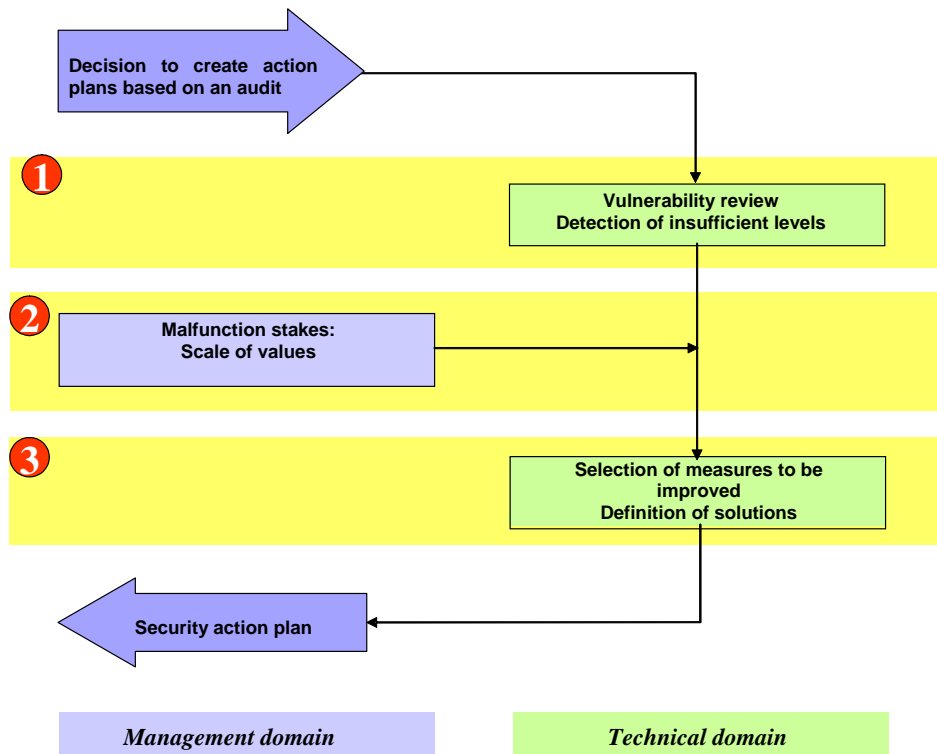 Decision to create action
plans based on an audit
1
Vulnerability review
Detection of insufficient levels
2
Malfunction stakes:
Scale of values
3
Selection of measures to be
improved
Definition of solutions
Security action plan
Management domain
Technical domain